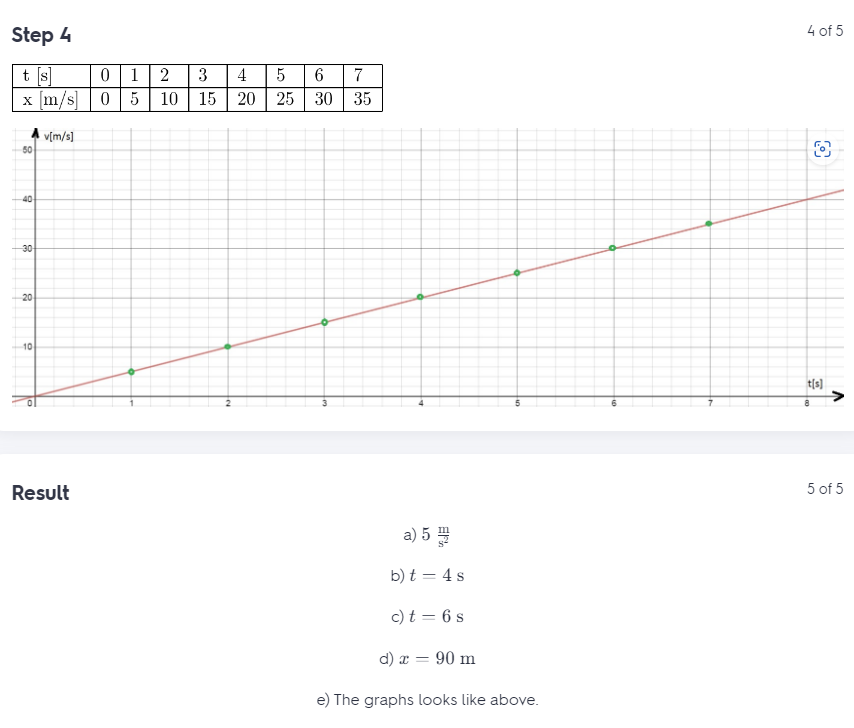 Step 4
4 of 5
t [s] 0 1 2 3 4 5 6 7
x [m/s] 0 5 10 15 20 25 30 35
v[m/s]
50
40
30
20
10
t[s]
0 1 2 3 4 5 6 7 8
Result
5 of 5
a) 5 m/s²
b) t = 4 s
c) t = 6 s
d) x = 90 m
e) The graphs looks like above.